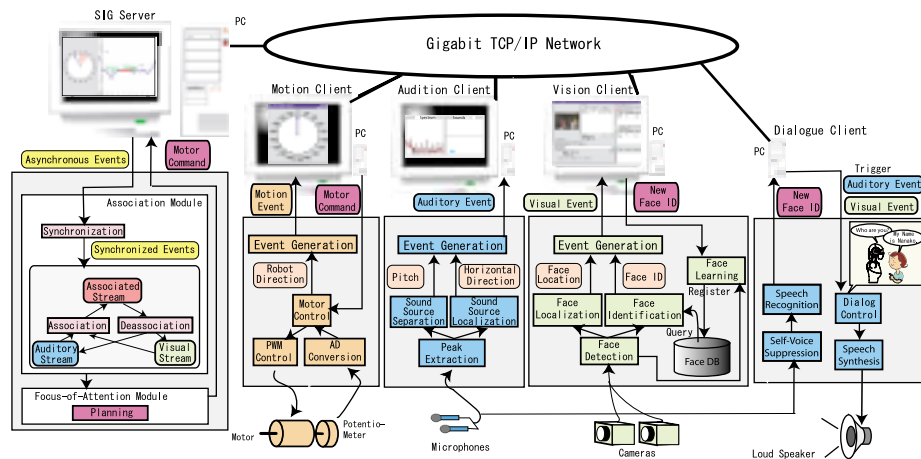 SIG Server
PC
Gigabit TCP/IP Network
Motion Client
Audition Client
Vision Client
Dialogue Client
PC
PC
PC
PC
Asynchronous Events
Motor
Command
Association Module
Synchronization
Synchronized Events
Associated
Stream
Association
Deassociation
Auditory
Stream
Visual
Stream
Focus-of-Attention Module
Planning
Motion
Event
Motor
Command
Event Generation
Robot
Direction
Motor
Control
PWM
Control
AD
Conversion
Motor
Potentio-
Meter
Auditory Event
Event Generation
Pitch
Horizontal
Direction
Sound
Source
Separation
Sound
Source
Localization
Peak
Extraction
Microphones
Visual Event
New
Face ID
Event Generation
Face
Location
Face ID
Face
Learning
Register
Face
Localization
Face
Identification
Query
Face
Detection
Face DB
Cameras
New
Face ID
Trigger
Auditory Event
Visual Event
Who are you?
My Name
is Nanako.
Speech
Recognition
Dialog
Control
Self-Voice
Suppression
Speech
Synthesis
Loud Speaker